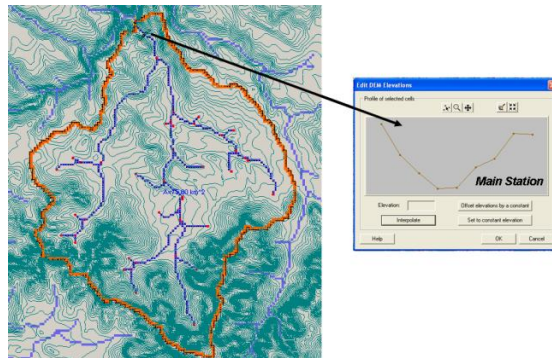 Edit DEM Elevations
Profile of selected cells
Main Station
Elevation:
Offset elevations by a constant
Interpolate
Set to constant elevation
Help
OK
Cancel